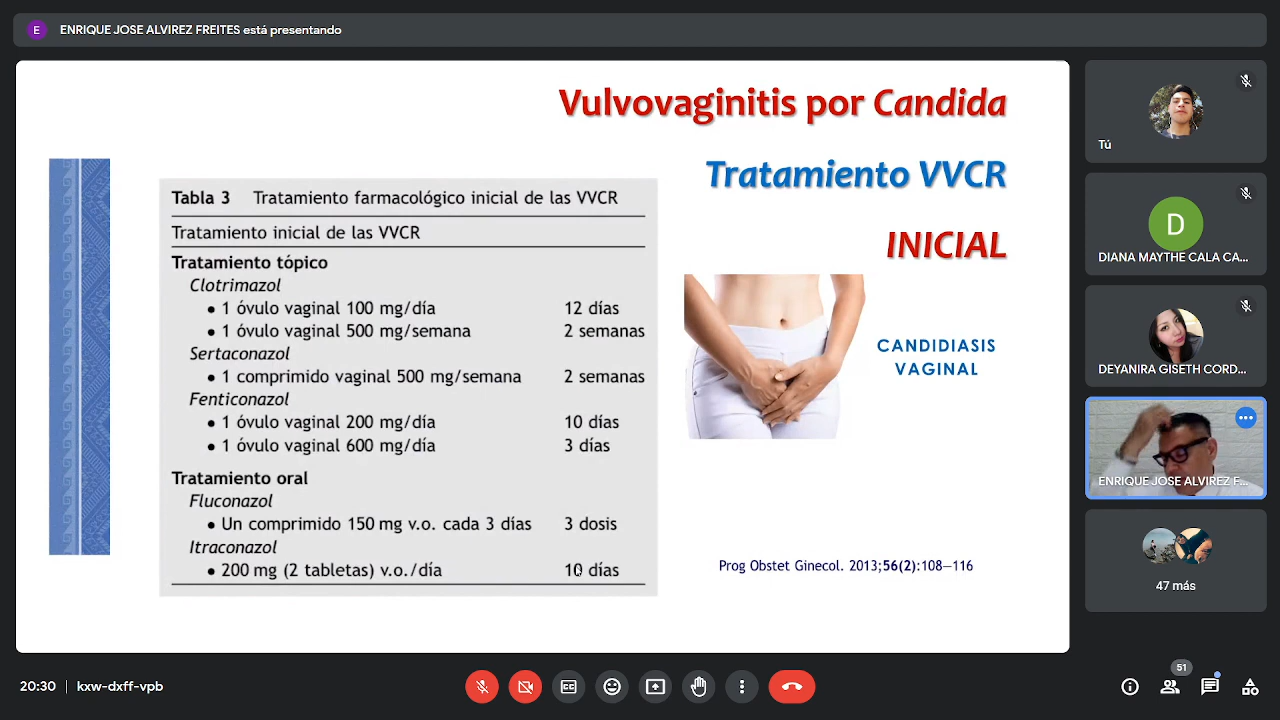 E
ENRIQUE JOSE ALVIREZ FREITES está presentando
Vulvovaginitis por Candida
Tratamiento VVCR
INICIAL
Tabla 3 Tratamiento farmacológico inicial de las VVCR
Tratamiento inicial de las VVCR
Tratamiento tópico
Clotrimazol
• 1 óvulo vaginal 100 mg/día 12 días
• 1 óvulo vaginal 500 mg/semana 2 semanas
Sertaconazol
• 1 comprimido vaginal 500 mg/semana 2 semanas
Fenticonazol
• 1 óvulo vaginal 200 mg/día 10 días
• 1 óvulo vaginal 600 mg/día 3 días
Tratamiento oral
Fluconazol
• Un comprimido 150 mg v.o. cada 3 días 3 dosis
Itraconazol
• 200 mg (2 tabletas) v.o./día 10 días
CANDIDIASIS
VAGINAL
Prog Obstet Ginecol. 2013;56(2):108–116
Tú
D
DIANA MAYTHE CALA CA...
DEYANIRA GISETH CORD...
ENRIQUE JOSE ALVIREZ F...
47 más
20:30 | kxw-dxff-vpb
51